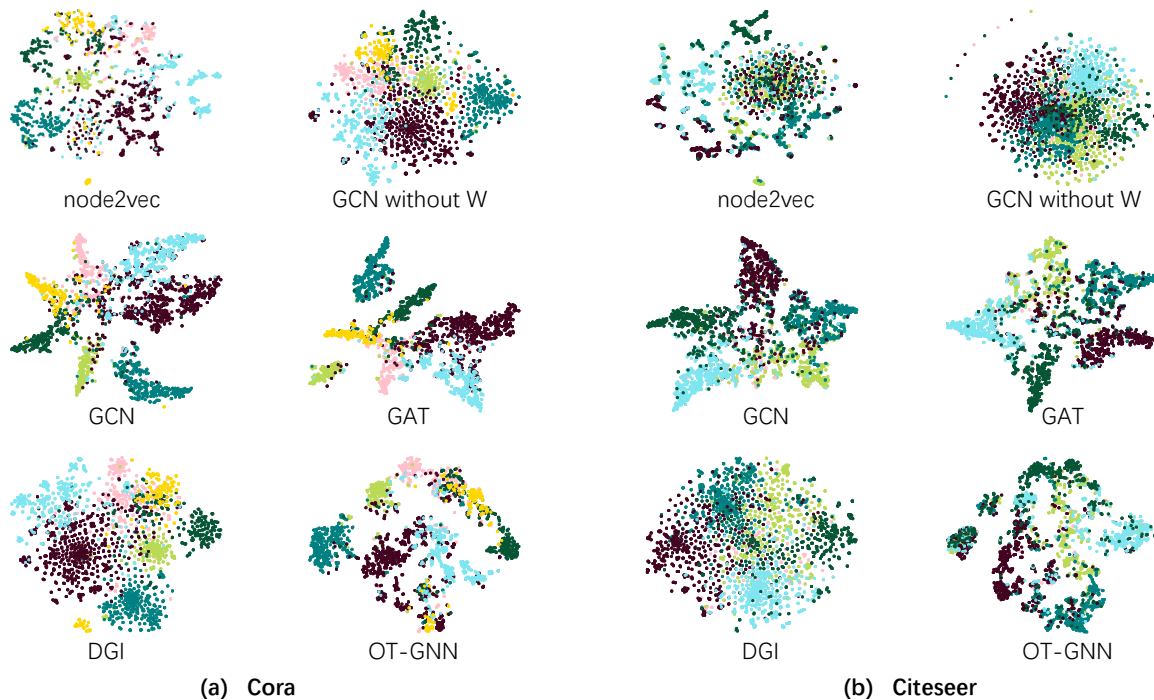 node2vec GCN without W node2vec GCN without W
GCN GAT GCN GAT
DGI OT-GNN DGI OT-GNN
(a) Cora (b) Citeseer